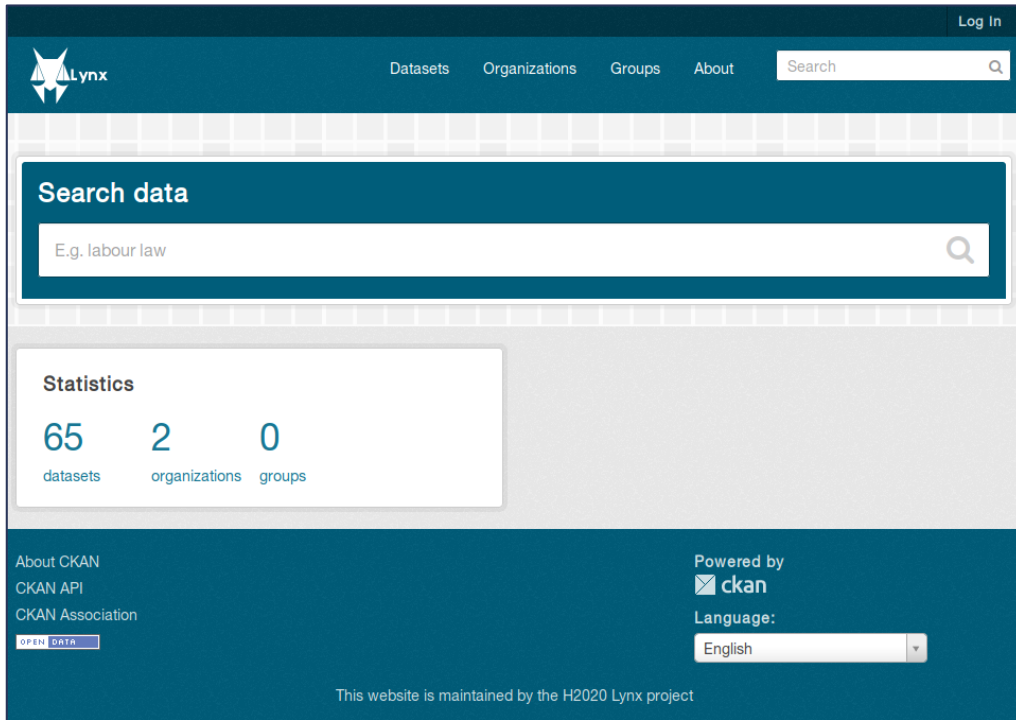 Log In
Lynx
Datasets Organizations Groups About Search
Search data
E.g. labour law
Statistics
65 2 0
datasets organizations groups
About CKAN
CKAN API
CKAN Association
OPEN DATA
Powered by
ckan
Language:
English
This website is maintained by the H2020 Lynx project